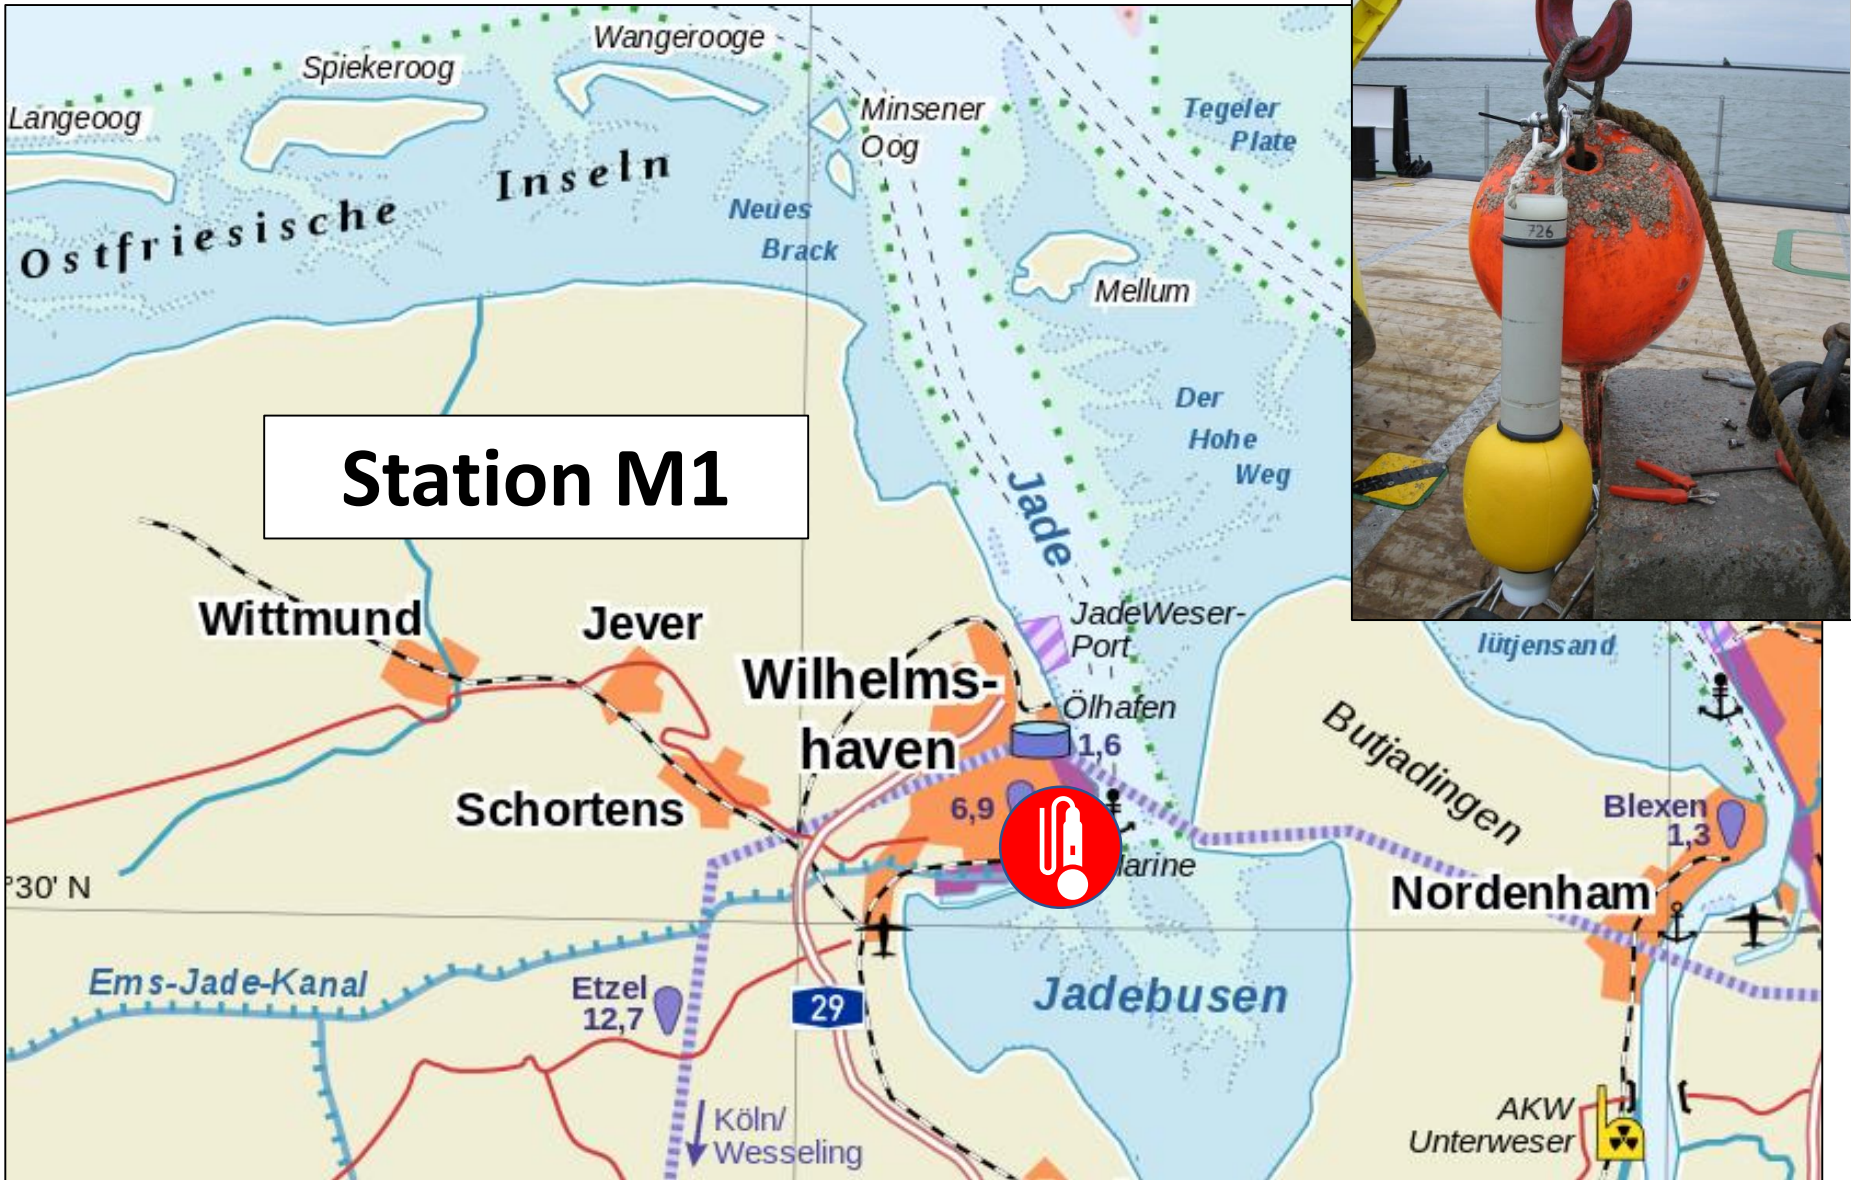 Wangerooge
Spiekeroog
Langeoog
Minsener
Oog
Tegeler
Plate
Ostfriesische Inseln
Neues
Brack
Mellum
726
Der
Hohe
Weg
Jade
Station M1
Wittmund
Jever
JadeWeser-
Port
lütjensand
Wilhelms-
haven
Ölhafen
1,6
Butjadingen
Schortens
6,9
Blexen
1,3
°30' N
Nordenham
Ems-Jade-Kanal
Etzel
12,7
29
Jadebusen
Köln/
Wesseling
AKW
Unterweser